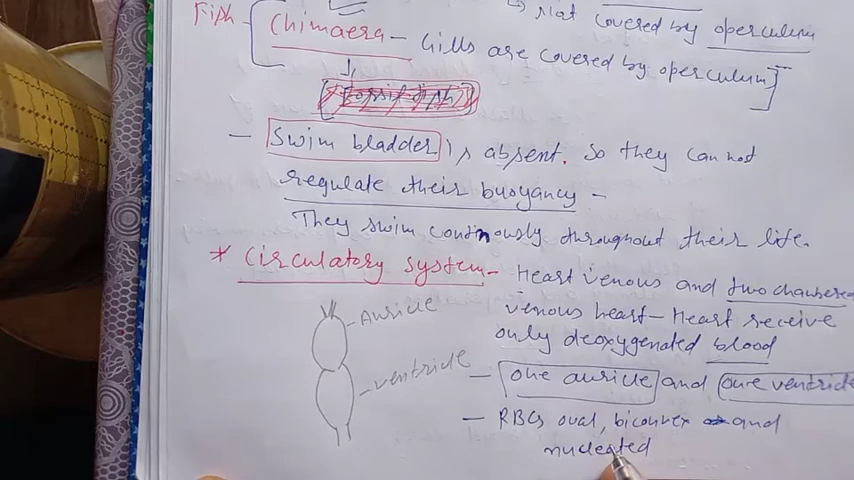 ↳ Not covered by operculum
Fish
Chimaera - Gills are covered by operculum]
- Swim bladder is absent. So they can not
regulate their buoyancy -
They swim continously throughout their life.
* Circulatory system - Heart venous and two chambered
venous heart - Heart receive
only deoxygenated blood
Auricle
ventricle
- one auricle and one ventricle
- RBCs oval, biconvex and
nucleated